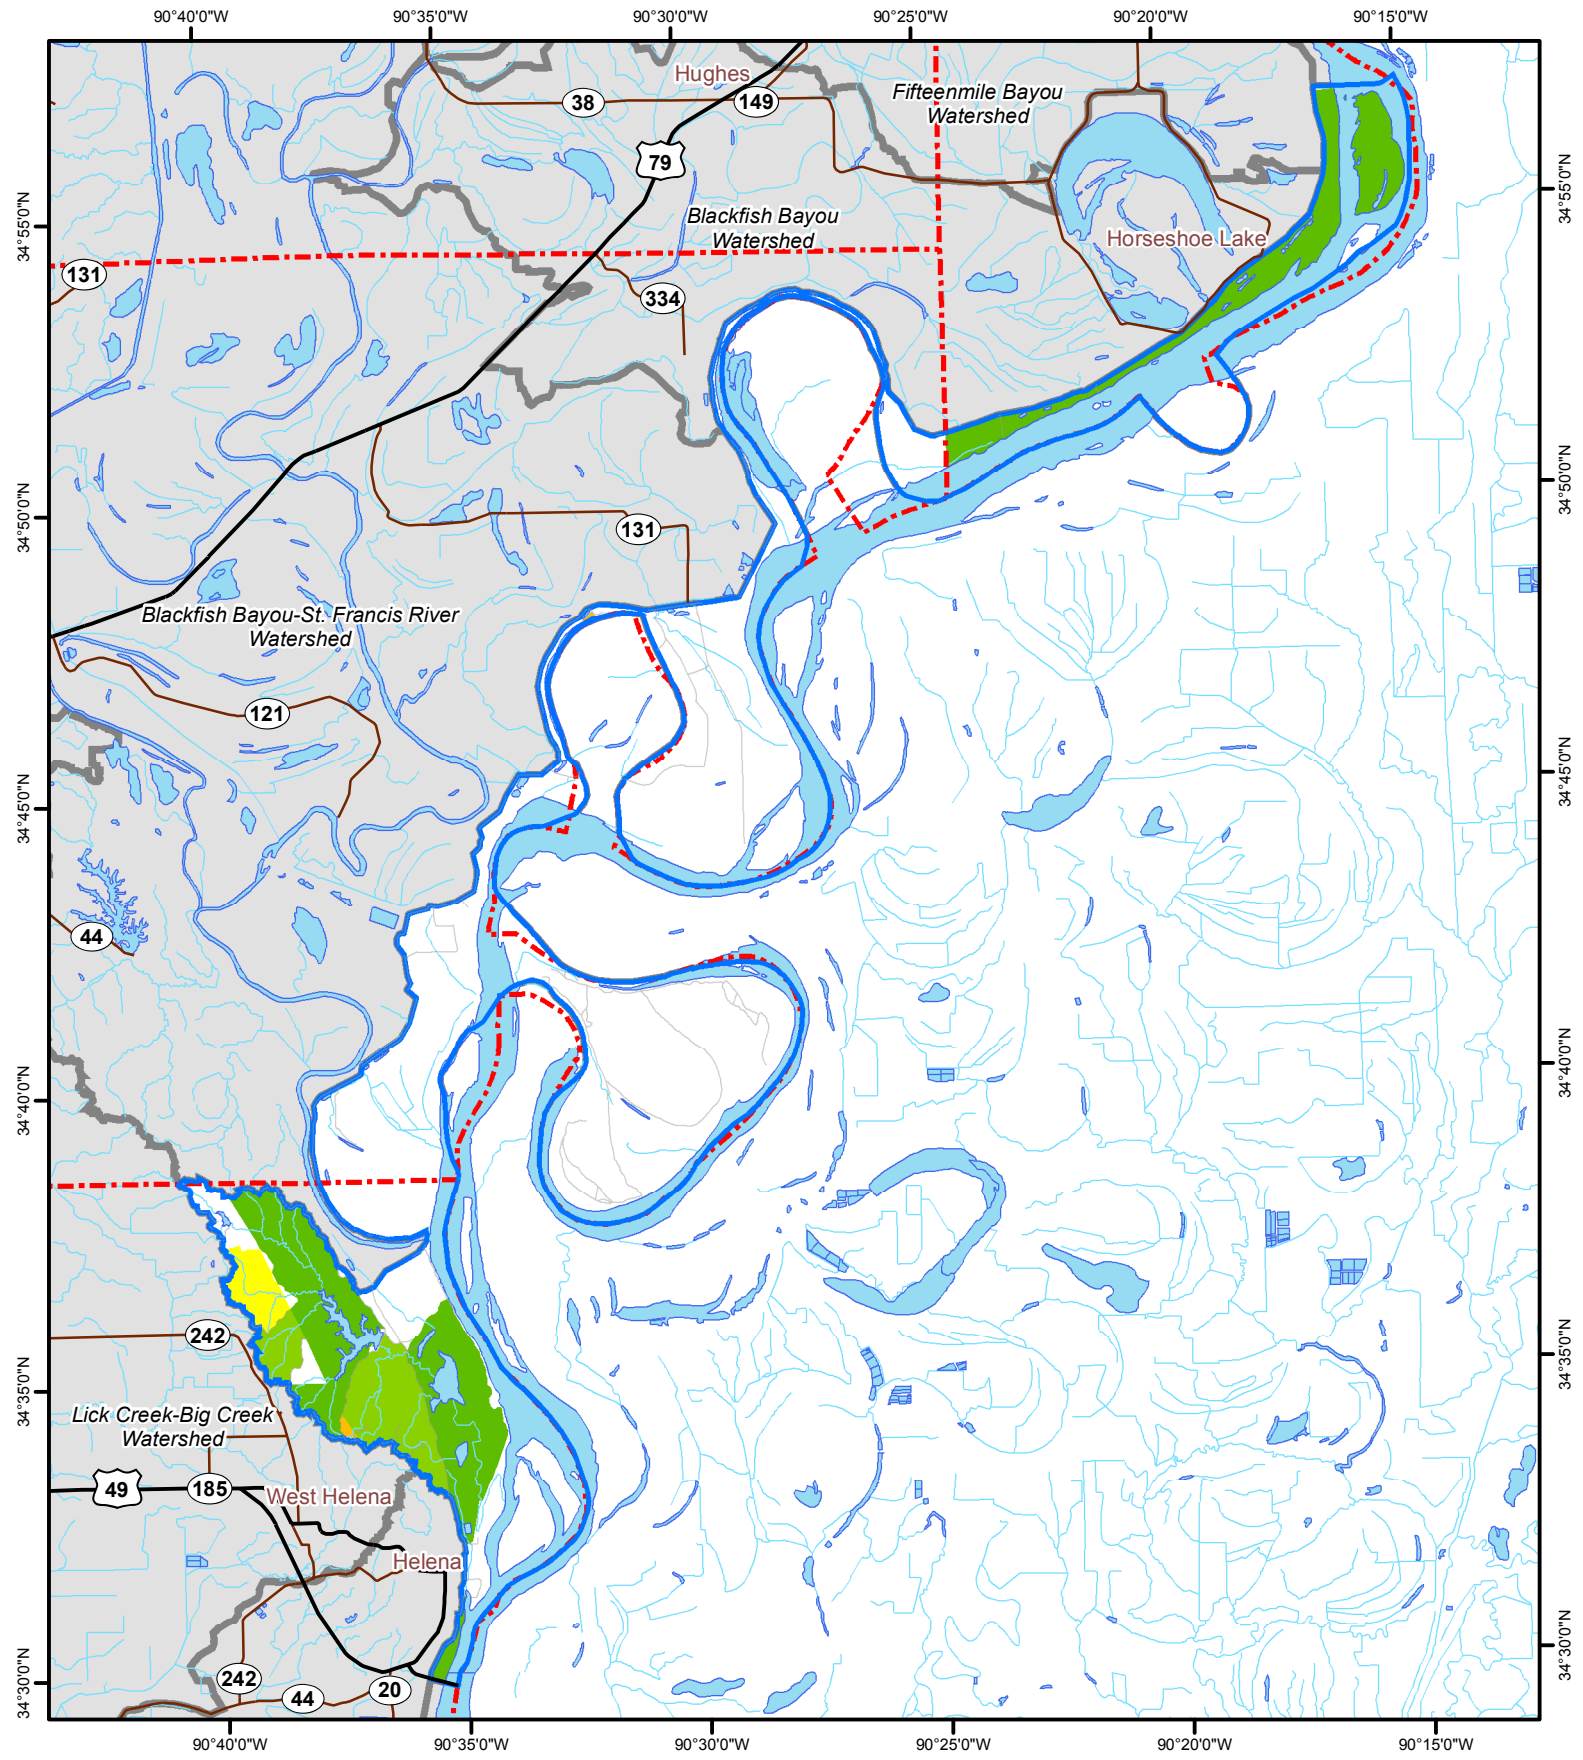 90°40'0"W 90°35'0"W 90°30'0"W 90°25'0"W 90°20'0"W 90°15'0"W
Hughes
38
149
Fifteenmile Bayou
Watershed
79
34°55'0"N
34°55'0"N
Blackfish Bayou
Watershed
Horseshoe Lake
131
334
34°50'0"N
34°50'0"N
131
Blackfish Bayou-St. Francis River
Watershed
121
34°45'0"N
34°45'0"N
44
34°40'0"N
34°40'0"N
242
34°35'0"N
34°35'0"N
Lick Creek-Big Creek
Watershed
49
185
West Helena
Helena
34°30'0"N
34°30'0"N
242
44
20
90°40'0"W 90°35'0"W 90°30'0"W 90°25'0"W 90°20'0"W 90°15'0"W